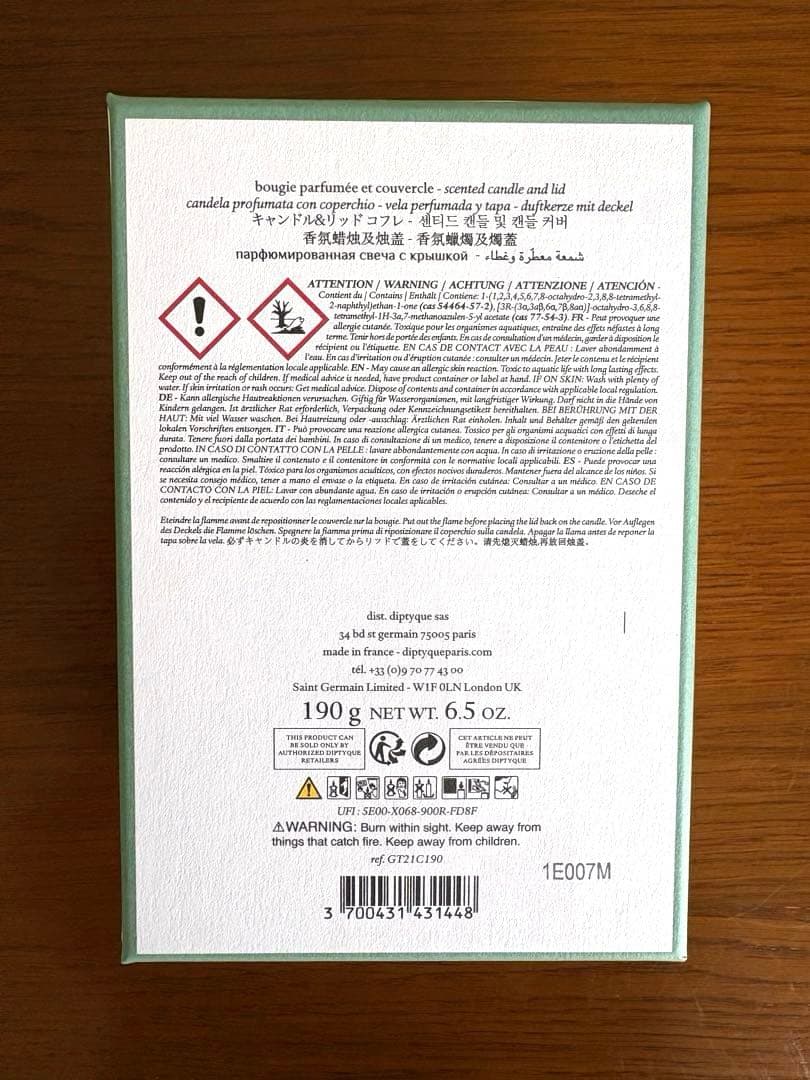 bougie parfumée et couvercle - scented candle and lid
candela profumata con coperchio - vela perfumada y tapa - duftkerze mit deckel
キャンドル&リッド コフレ - 센티드 캔들 및 캔들 커버
香氛蜡烛及烛盖 - 香氛蠟燭及燭蓋
парфюмированная свеча с крышкой - شمعة معطّرة وغطاء
ATTENTION / WARNING / ACHTUNG / ATTENZIONE / ATENCIÓN -
Contient du | Contains | Enthält | Contiene: 1-(1,2,3,4,5,6,7,8-octahydro-2,3,8,8-tetramethyl-
2-naphthyl)ethan-1-one (cas 54464-57-2), [3R-(3α,3aβ,6α,7β,8aα)]-octahydro-3,6,8,8-
tetramethyl-1H-3a,7-methanoazulen-5-yl acetate (cas 77-54-3). FR - Peut provoquer une
allergie cutanée. Toxique pour les organismes aquatiques, entraîne des effets néfastes à long
terme. Tenir hors de portée des enfants. En cas de consultation d'un médecin, garder à disposition le
récipient ou l'étiquette. EN CAS DE CONTACT AVEC LA PEAU : Laver abondamment à
l'eau. En cas d'irritation ou d'éruption cutanée : consulter un médecin. Jeter le contenu et le récipient
conformément à la réglementation locale applicable. EN - May cause an allergic skin reaction. Toxic to aquatic life with long lasting effects.
Keep out of the reach of children. If medical advice is needed, have product container or label at hand. IF ON SKIN: Wash with plenty of
water. If skin irritation or rash occurs: Get medical advice. Dispose of contents and container in accordance with applicable local regulation.
DE - Kann allergische Hautreaktionen verursachen. Giftig für Wasserorganismen, mit langfristiger Wirkung. Darf nicht in die Hände von
Kindern gelangen. Ist ärztlicher Rat erforderlich, Verpackung oder Kennzeichnungsetikett bereithalten. BEI BERÜHRUNG MIT DER
HAUT: Mit viel Wasser waschen. Bei Hautreizung oder -ausschlag: Ärztlichen Rat einholen. Inhalt und Behälter gemäß den geltenden
lokalen Vorschriften entsorgen. IT - Può provocare una reazione allergica cutanea. Tossico per gli organismi acquatici con effetti di lunga
durata. Tenere fuori dalla portata dei bambini. In caso di consultazione di un medico, tenere a disposizione il contenitore o l'etichetta del
prodotto. IN CASO DI CONTATTO CON LA PELLE : lavare abbondantemente con acqua. In caso di irritazione o eruzione della pelle :
consultare un medico. Smaltire il contenuto e il contenitore in conformità con le normative locali applicabili. ES - Puede provocar una
reacción alérgica en la piel. Tóxico para los organismos acuáticos, con efectos nocivos duraderos. Mantener fuera del alcance de los niños. Si
se necesita consejo médico, tener a mano el envase o la etiqueta. En caso de irritación cutánea: Consultar a un médico. EN CASO DE
CONTACTO CON LA PIEL: Lavar con abundante agua. En caso de irritación o erupción cutánea: Consultar a un médico. Deseche el
contenido y el recipiente de acuerdo con las reglamentaciones locales aplicables.
Eteindre la flamme avant de repositionner le couvercle sur la bougie. Put out the flame before placing the lid back on the candle. Vor Auflegen
des Deckels die Flamme löschen. Spegnere la fiamma prima di riposizionare il coperchio sulla candela. Apagar la llama antes de reponer la
tapa sobre la vela. 必ずキャンドルの炎を消してからリッドで蓋をしてください。请先熄灭蜡烛,再放回烛盖。
dist. diptyque sas
34 bd st germain 75005 paris
made in france - diptyqueparis.com
tél. +33 (0)9 70 77 43 00
Saint Germain Limited - W1F 0LN London UK
190 g NET WT. 6.5 OZ.
THIS PRODUCT CAN
BE SOLD ONLY BY
AUTHORIZED DIPTYQUE
RETAILERS
CET ARTICLE NE PEUT
ÊTRE VENDU QUE
PAR LES DÉPOSITAIRES
AGRÉÉS DIPTYQUE
UFI : SE00-X068-900R-FD8F
⚠WARNING: Burn within sight. Keep away from
things that catch fire. Keep away from children.
ref. GT21C190
1E007M
3 700431 431448